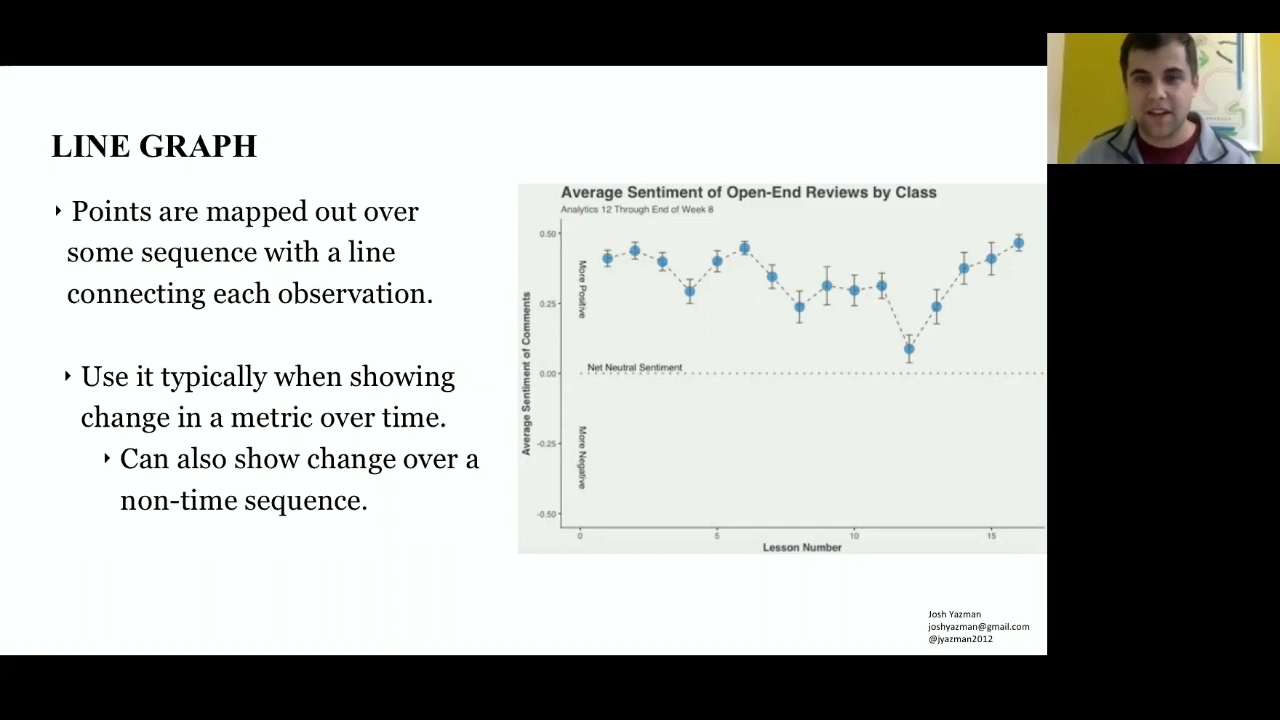 LINE GRAPH
Points are mapped out over
some sequence with a line
connecting each observation.
Use it typically when showing
change in a metric over time.
Can also show change over a
non-time sequence.
Average Sentiment of Open-End Reviews by Class
Analytics 12 Through End of Week 8
Average Sentiment of Comments
0.50
0.25
0.00
-0.25
-0.50
More Positive
Net Neutral Sentiment
More Negative
0 5 10 15
Lesson Number
Josh Yazman
joshyazman@gmail.com
@jyazman2012